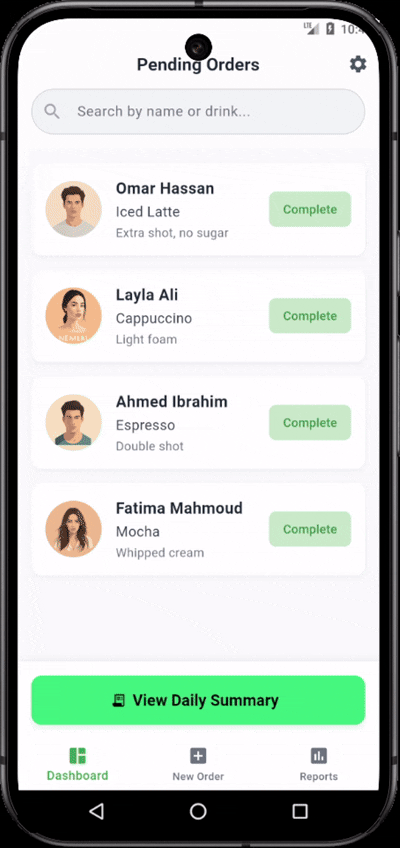 LTE 10:4
Pending Orders
Search by name or drink...
Omar Hassan
Iced Latte
Extra shot, no sugar
Complete
Layla Ali
Cappuccino
Light foam
Complete
Ahmed Ibrahim
Espresso
Double shot
Complete
Fatima Mahmoud
Mocha
Whipped cream
Complete
View Daily Summary
Dashboard
New Order
Reports